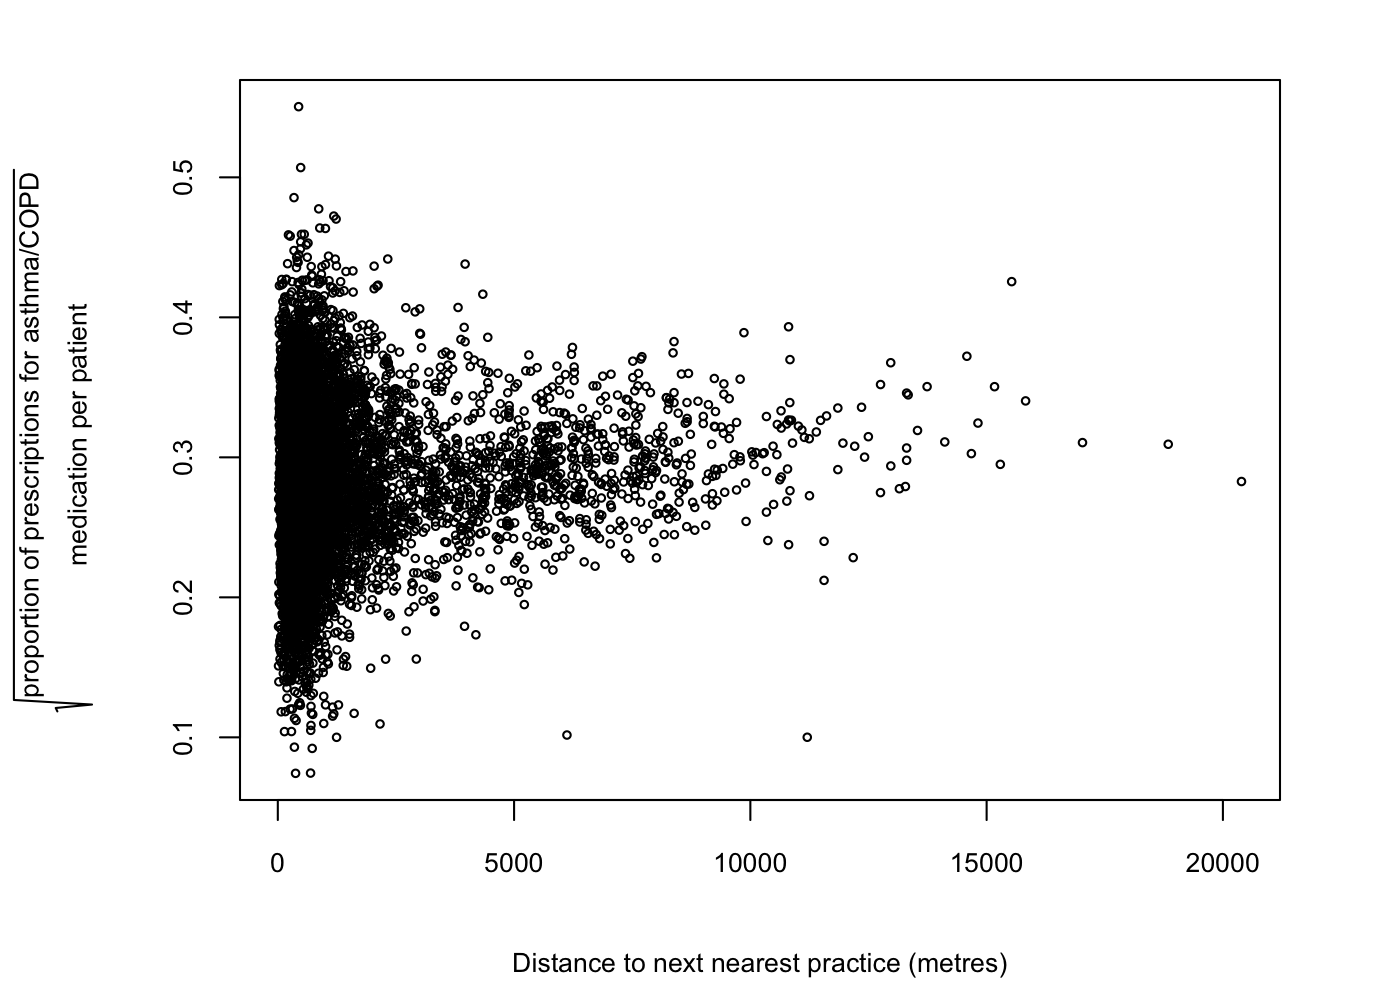 proportion of prescriptions for asthma/COPD
medication per patient
0.5
0.4
0.3
0.2
0.1
0 5000 10000 15000 20000
Distance to next nearest practice (metres)